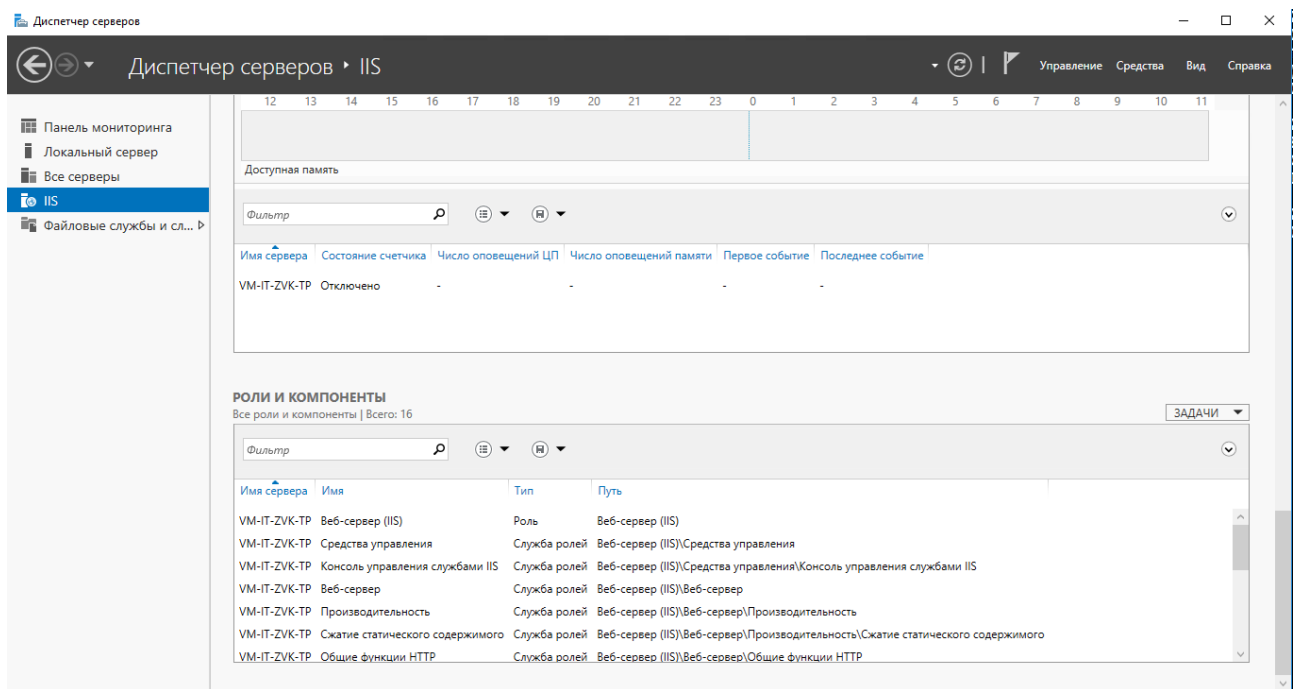 Диспетчер серверов
Диспетчер серверов ‣ IIS
Управление Средства Вид Справка
Панель мониторинга
Локальный сервер
Все серверы
IIS
Файловые службы и сл...
12 13 14 15 16 17 18 19 20 21 22 23 0 1 2 3 4 5 6 7 8 9 10 11
Доступная память
Фильтр
Имя сервера Состояние счетчика Число оповещений ЦП Число оповещений памяти Первое событие Последнее событие
VM-IT-ZVK-TP Отключено - - - -
РОЛИ И КОМПОНЕНТЫ
Все роли и компоненты | Всего: 16
ЗАДАЧИ
Фильтр
Имя сервера Имя Тип Путь
VM-IT-ZVK-TP Веб-сервер (IIS) Роль Веб-сервер (IIS)
VM-IT-ZVK-TP Средства управления Служба ролей Веб-сервер (IIS)\Средства управления
VM-IT-ZVK-TP Консоль управления службами IIS Служба ролей Веб-сервер (IIS)\Средства управления\Консоль управления службами IIS
VM-IT-ZVK-TP Веб-сервер Служба ролей Веб-сервер (IIS)\Веб-сервер
VM-IT-ZVK-TP Производительность Служба ролей Веб-сервер (IIS)\Веб-сервер\Производительность
VM-IT-ZVK-TP Сжатие статического содержимого Служба ролей Веб-сервер (IIS)\Веб-сервер\Производительность\Сжатие статического содержимого
VM-IT-ZVK-TP Общие функции HTTP Служба ролей Веб-сервер (IIS)\Веб-сервер\Общие функции HTTP